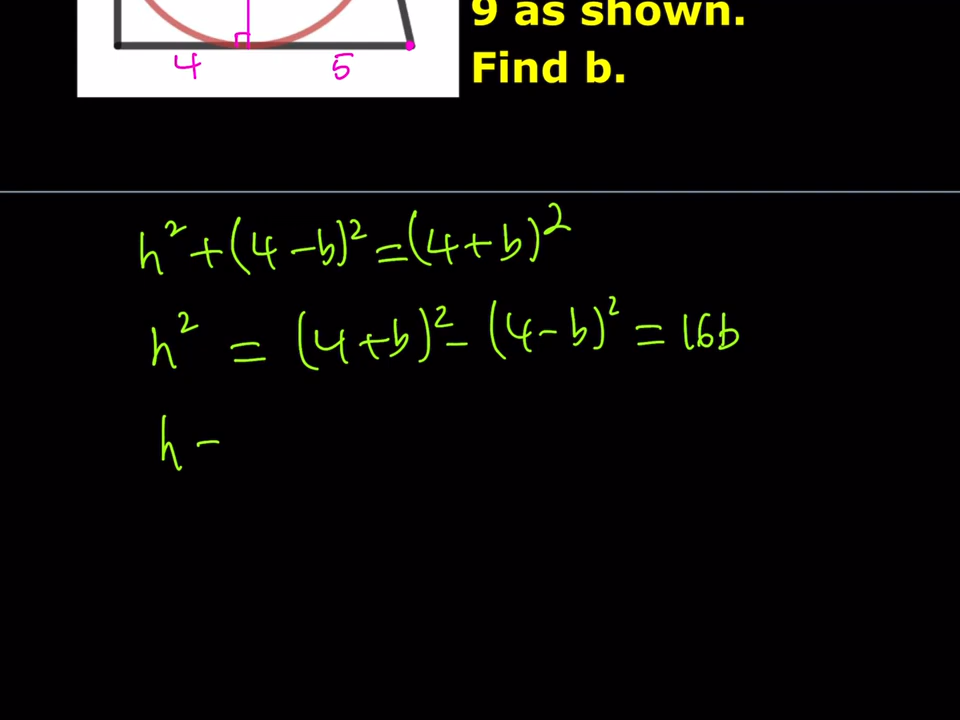 9 as shown.
4 5
Find b.
h² + (4 - b)² = (4 + b)²
h² = (4 + b)² - (4 - b)² = 16b
h -